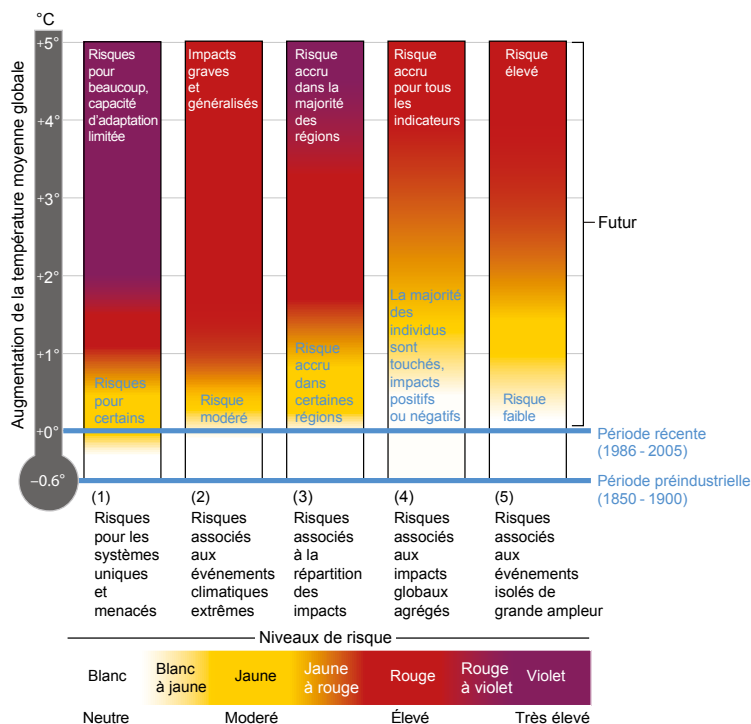 °C
Augmentation de la température moyenne globale
+5°
+4°
+3°
+2°
+1°
+0°
–0.6°
Risques
pour
beaucoup,
capacité
d'adaptation
limitée
Risques
pour
certains
Impacts
graves
et
généralisés
Risque
modéré
Risque
accru
dans la
majorité
des
régions
Risque
accru
dans
certaines
régions
Risque
accru
pour tous
les
indicateurs
La majorité
des
individus
sont
touchés,
impacts
positifs
ou négatifs
Risque
élevé
Risque
faible
Futur
Période récente
(1986 - 2005)
Période préindustrielle
(1850 - 1900)
(1)
Risques
pour les
systèmes
uniques
et
menacés
(2)
Risques
associés
aux
événements
climatiques
extrêmes
(3)
Risques
associés
à la
répartition
des
impacts
(4)
Risques
associés
aux
impacts
globaux
agrégés
(5)
Risques
associés
aux
événements
isolés de
grande ampleur
Niveaux de risque
Blanc
Blanc
à jaune
Jaune
Jaune
à rouge
Rouge
Rouge
à violet
Violet
Neutre
Moderé
Élevé
Très élevé